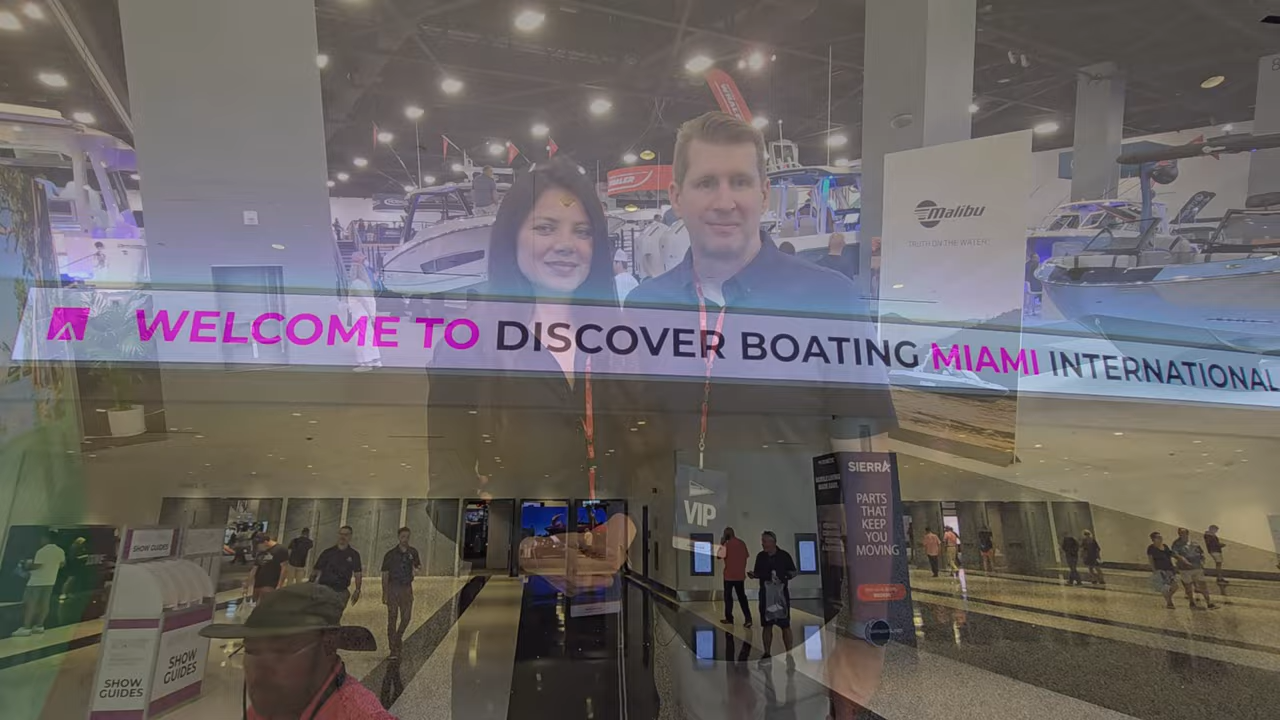 WHALER
Malibu
TRUTH ON THE WATER
WELCOME TO DISCOVER BOATING MIAMI INTERNATIONAL
SIERRA
PARTS
THAT
KEEP
YOU
MOVING
VIP
SHOW GUIDES
SHOW
GUIDES
SHOW
GUIDES